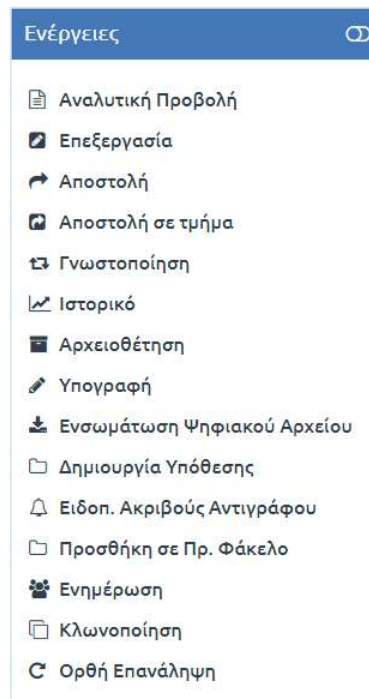 Ενέργειες
Αναλυτική Προβολή
Επεξεργασία
Αποστολή
Αποστολή σε τμήμα
Γνωστοποίηση
Ιστορικό
Αρχειοθέτηση
Υπογραφή
Ενσωμάτωση Ψηφιακού Αρχείου
Δημιουργία Υπόθεσης
Ειδοπ. Ακριβούς Αντιγράφου
Προσθήκη σε Πρ. Φάκελο
Ενημέρωση
Κλωνοποίηση
Ορθή Επανάληψη